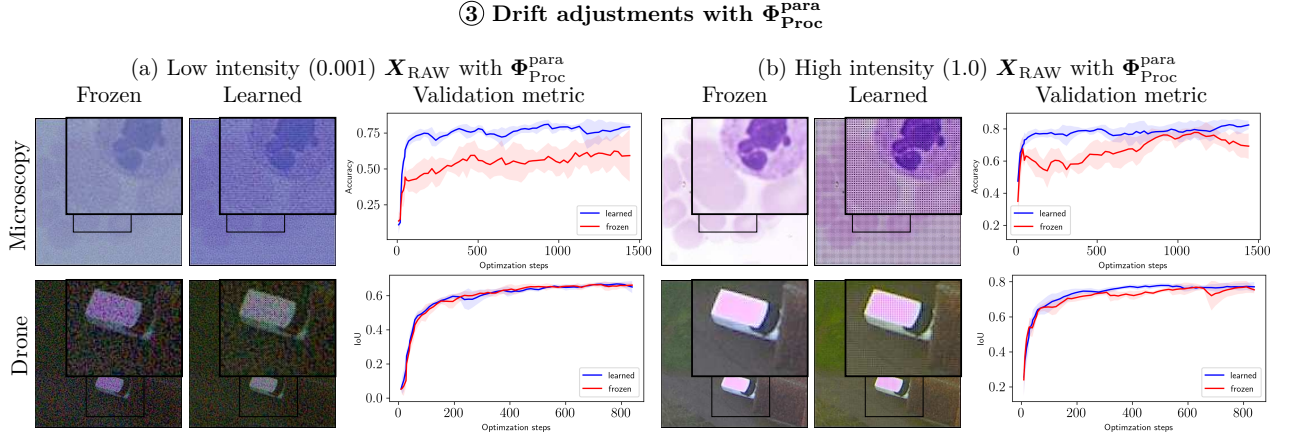 ③ Drift adjustments with Φ^para_Proc
(a) Low intensity (0.001) X_RAW with Φ^para_Proc
Frozen Learned Validation metric
Microscopy
Accuracy
0.75
0.50
0.25
learned
frozen
0 500 1000 1500
Optimzation steps
Drone
IoU
0.6
0.4
0.2
0.0
learned
frozen
0 200 400 600 800
Optimzation steps
(b) High intensity (1.0) X_RAW with Φ^para_Proc
Frozen Learned Validation metric
Accuracy
0.8
0.6
0.4
0.2
learned
frozen
0 500 1000 1500
Optimzation steps
IoU
0.8
0.6
0.4
0.2
learned
frozen
0 200 400 600 800
Optimzation steps